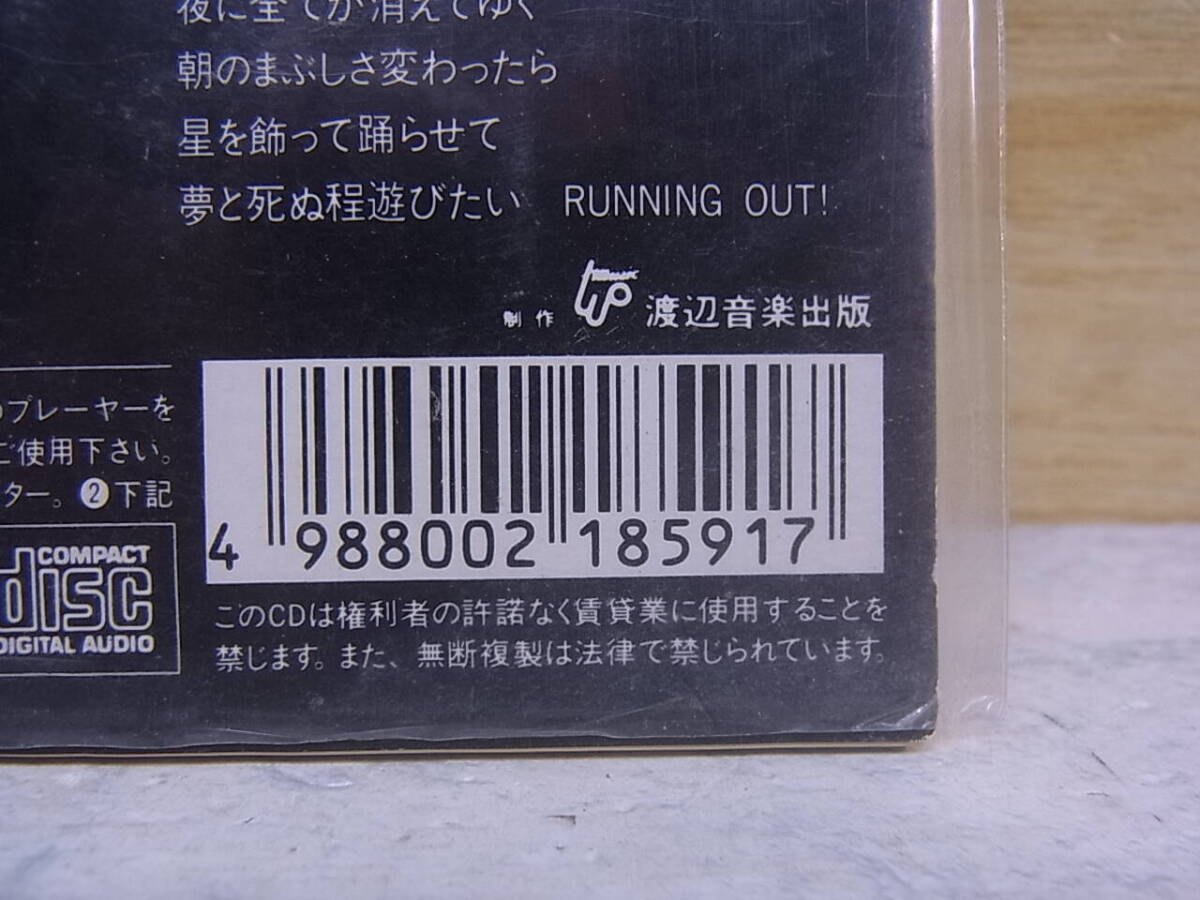 夜に全てが消えてゆく
朝のまぶしさ変わったら
星を飾って踊らせて
夢と死ぬ程遊びたい RUNNING OUT!
制作 渡辺音楽出版
プレーヤーを
ご使用下さい。
ター。❷下記
COMPACT
disc
DIGITAL AUDIO
4 988002 185917
このCDは権利者の許諾なく賃貸業に使用することを
禁じます。また、無断複製は法律で禁じられています。